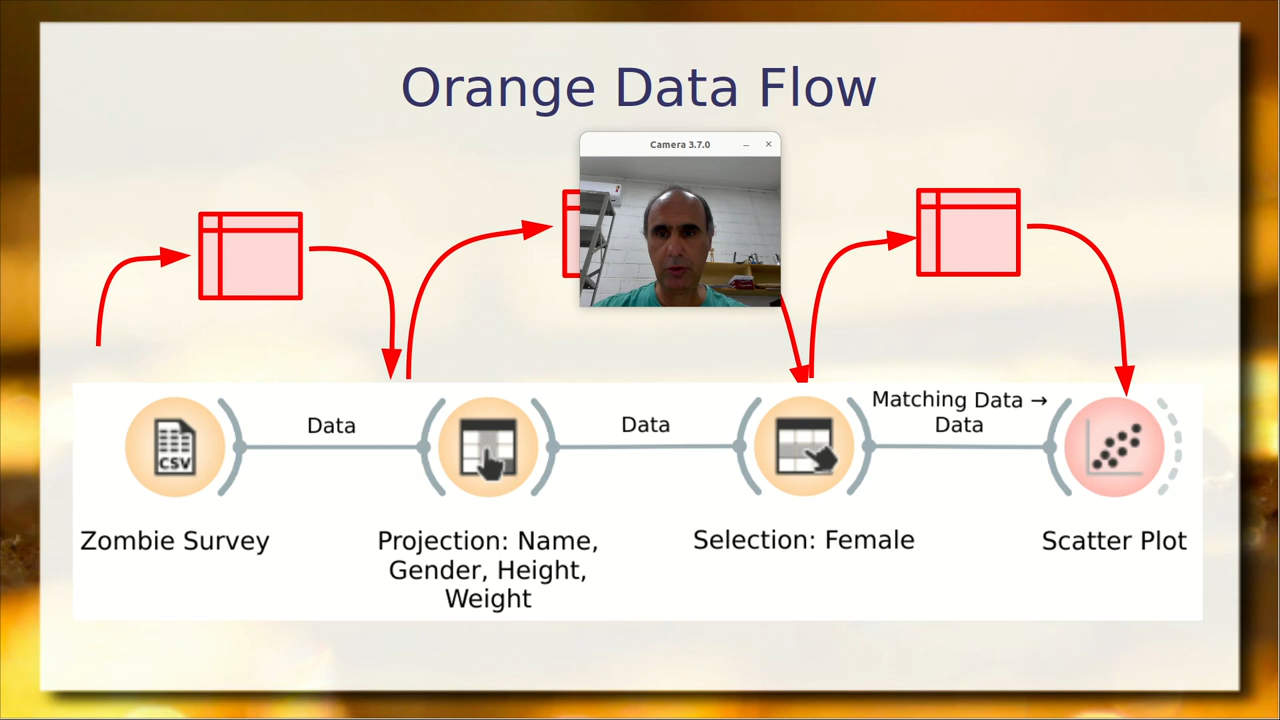 Orange Data Flow
Camera 3.7.0
Data
Data
Matching Data →
Data
CSV
Zombie Survey
Projection: Name,
Gender, Height,
Weight
Selection: Female
Scatter Plot